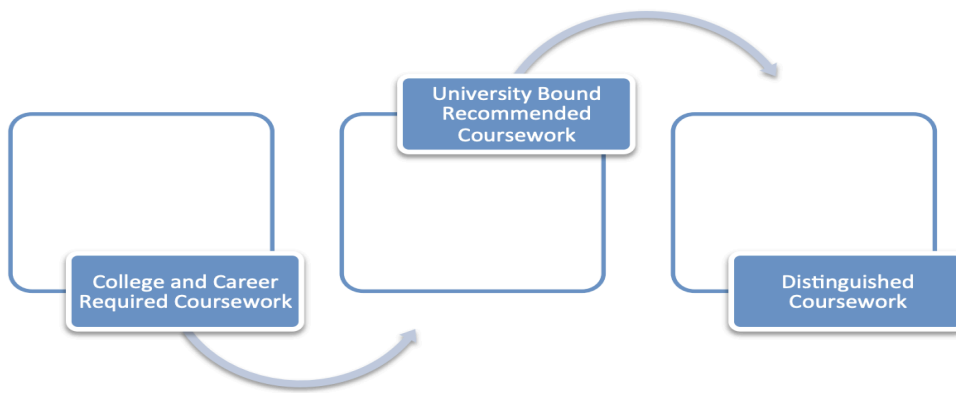 College and Career
Required Coursework
University Bound
Recommended
Coursework
Distinguished
Coursework